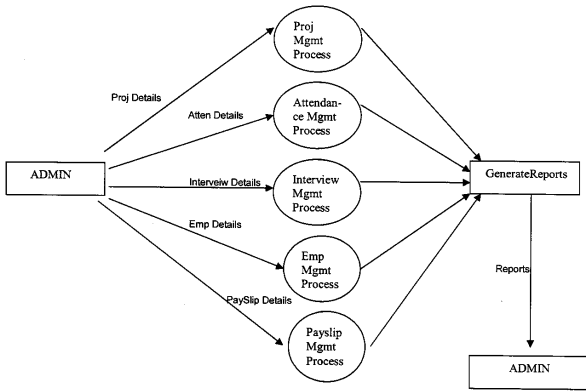 Proj
Mgmt
Process
Proj Details
Atten Details
Attendan-
ce Mgmt
Process
ADMIN
Interveiw Details
Interview
Mgmt
Process
GenerateReports
Emp Details
Emp
Mgmt
Process
Reports
PaySlip Details
Payslip
Mgmt
Process
ADMIN